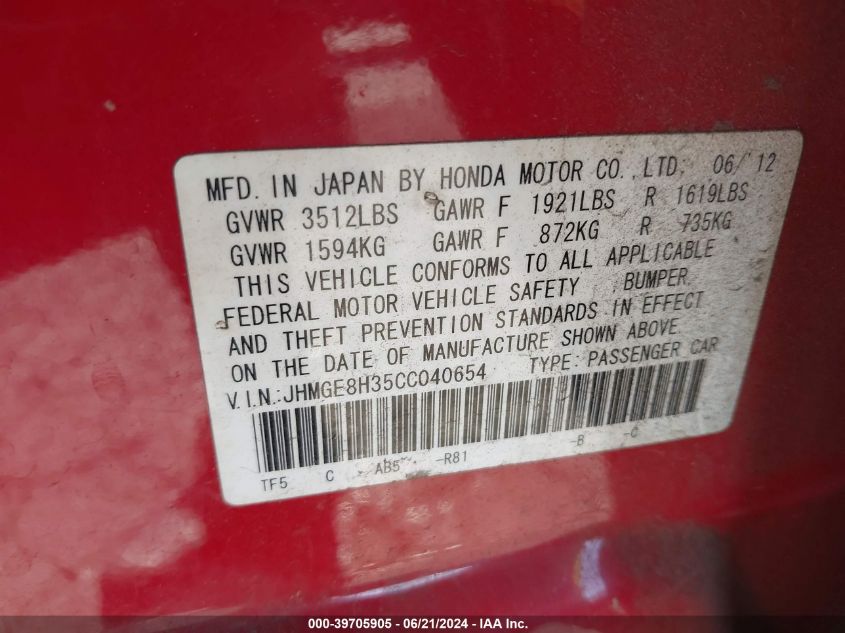 MFD. IN JAPAN BY HONDA MOTOR CO.,LTD. 06/'12
GVWR 3512LBS GAWR F 1921LBS R 1619LBS
GVWR 1594KG GAWR F 872KG R 735KG
THIS VEHICLE CONFORMS TO ALL APPLICABLE
FEDERAL MOTOR VEHICLE SAFETY BUMPER
AND THEFT PREVENTION STANDARDS IN EFFECT
ON THE DATE OF MANUFACTURE SHOWN ABOVE
V.I.N.:JHMGE8H35CC040654 TYPE: PASSENGER CAR
TF5 C AB5 -R81 -B -C
000-39705905 - 06/21/2024 - IAA Inc.